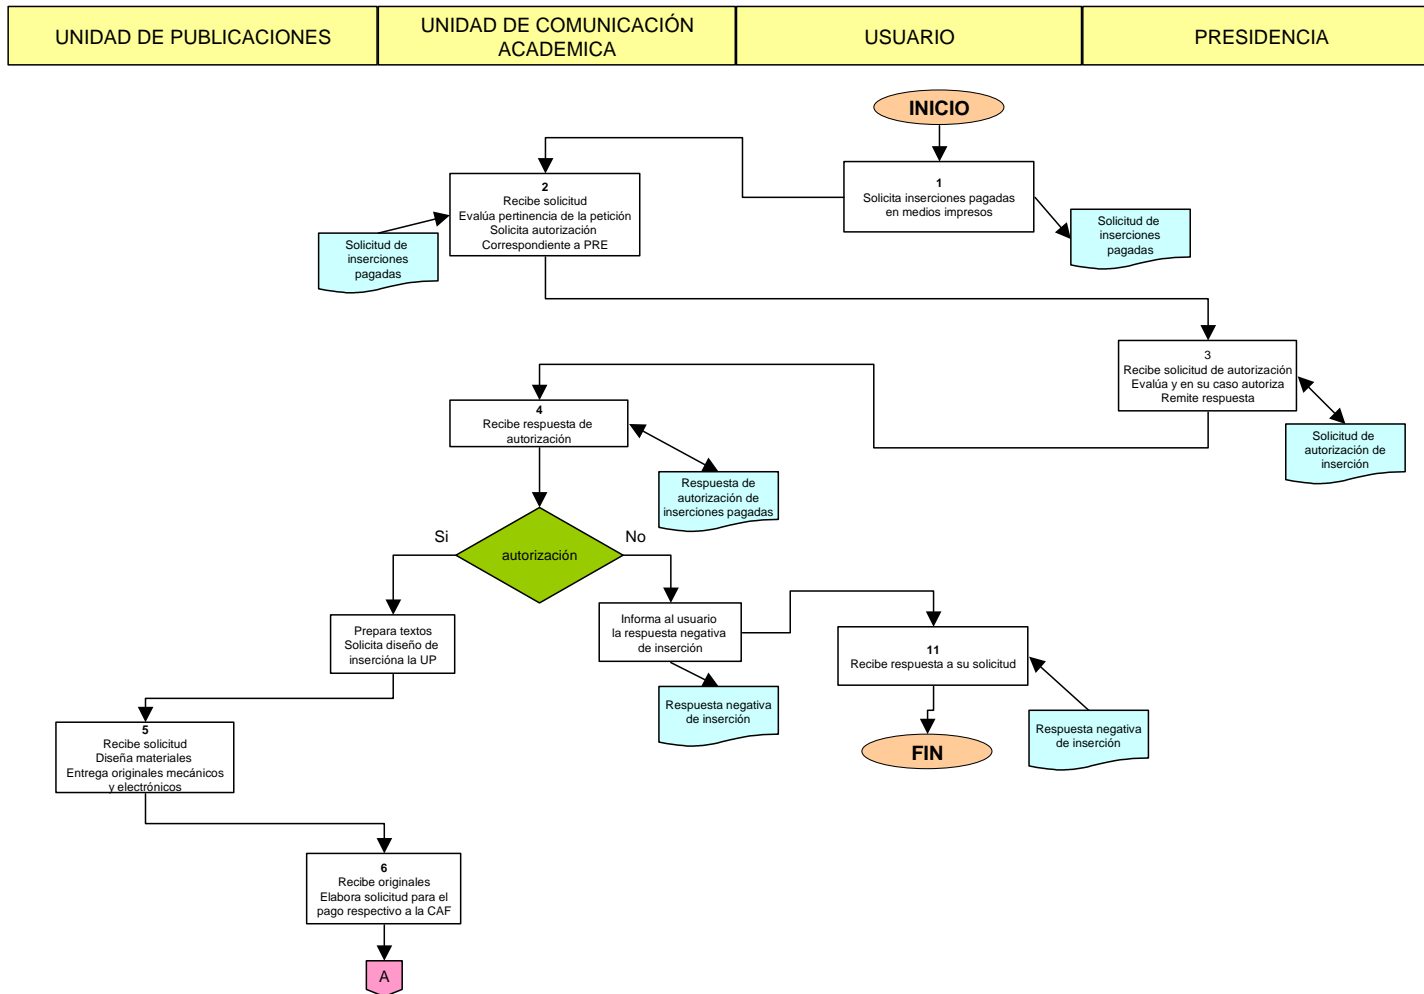 UNIDAD DE PUBLICACIONES
UNIDAD DE COMUNICACIÓN
ACADEMICA
USUARIO
PRESIDENCIA
INICIO
1
Solicita inserciones pagadas
en medios impresos
Solicitud de
inserciones
pagadas
2
Recibe solicitud
Evalúa pertinencia de la petición
Solicita autorización
Correspondiente a PRE
Solicitud de
inserciones
pagadas
3
Recibe solicitud de autorización
Evalúa y en su caso autoriza
Remite respuesta
Solicitud de
autorización de
inserción
4
Recibe respuesta de
autorización
Respuesta de
autorización de
inserciones pagadas
Si
autorización
No
Prepara textos
Solicita diseño de
insercióna la UP
Informa al usuario
la respuesta negativa
de inserción
Respuesta negativa
de inserción
11
Recibe respuesta a su solicitud
Respuesta negativa
de inserción
FIN
5
Recibe solicitud
Diseña materiales
Entrega originales mecánicos
y electrónicos
6
Recibe originales
Elabora solicitud para el
pago respectivo a la CAF
A